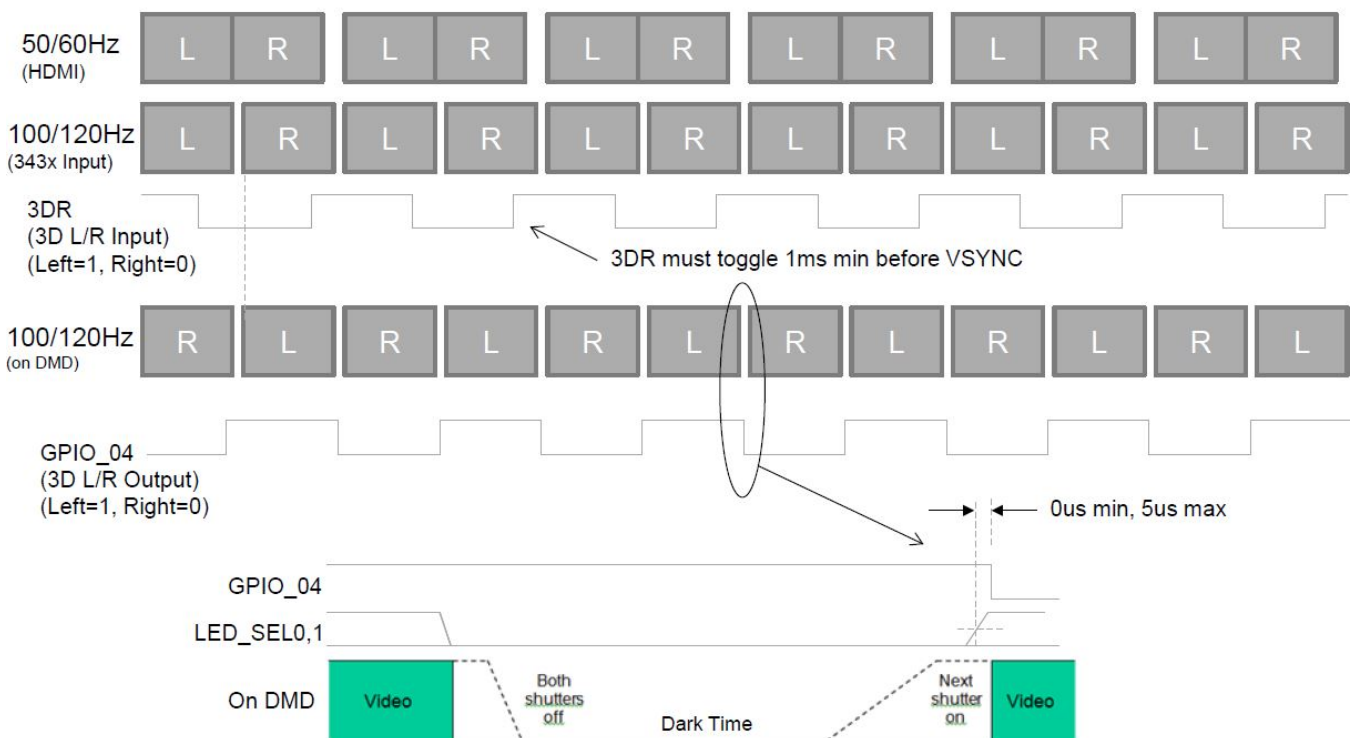 50/60Hz
(HDMI)
L R L R L R L R L R L R
100/120Hz
(343x Input)
L R L R L R L R L R L R
3DR
(3D L/R Input)
(Left=1, Right=0)
3DR must toggle 1ms min before VSYNC
100/120Hz
(on DMD)
R L R L R L R L R L R L
GPIO_04
(3D L/R Output)
(Left=1, Right=0)
0us min, 5us max
GPIO_04
LED_SEL0,1
On DMD
Video
Both
shutters
off
Dark Time
Next
shutter
on
Video